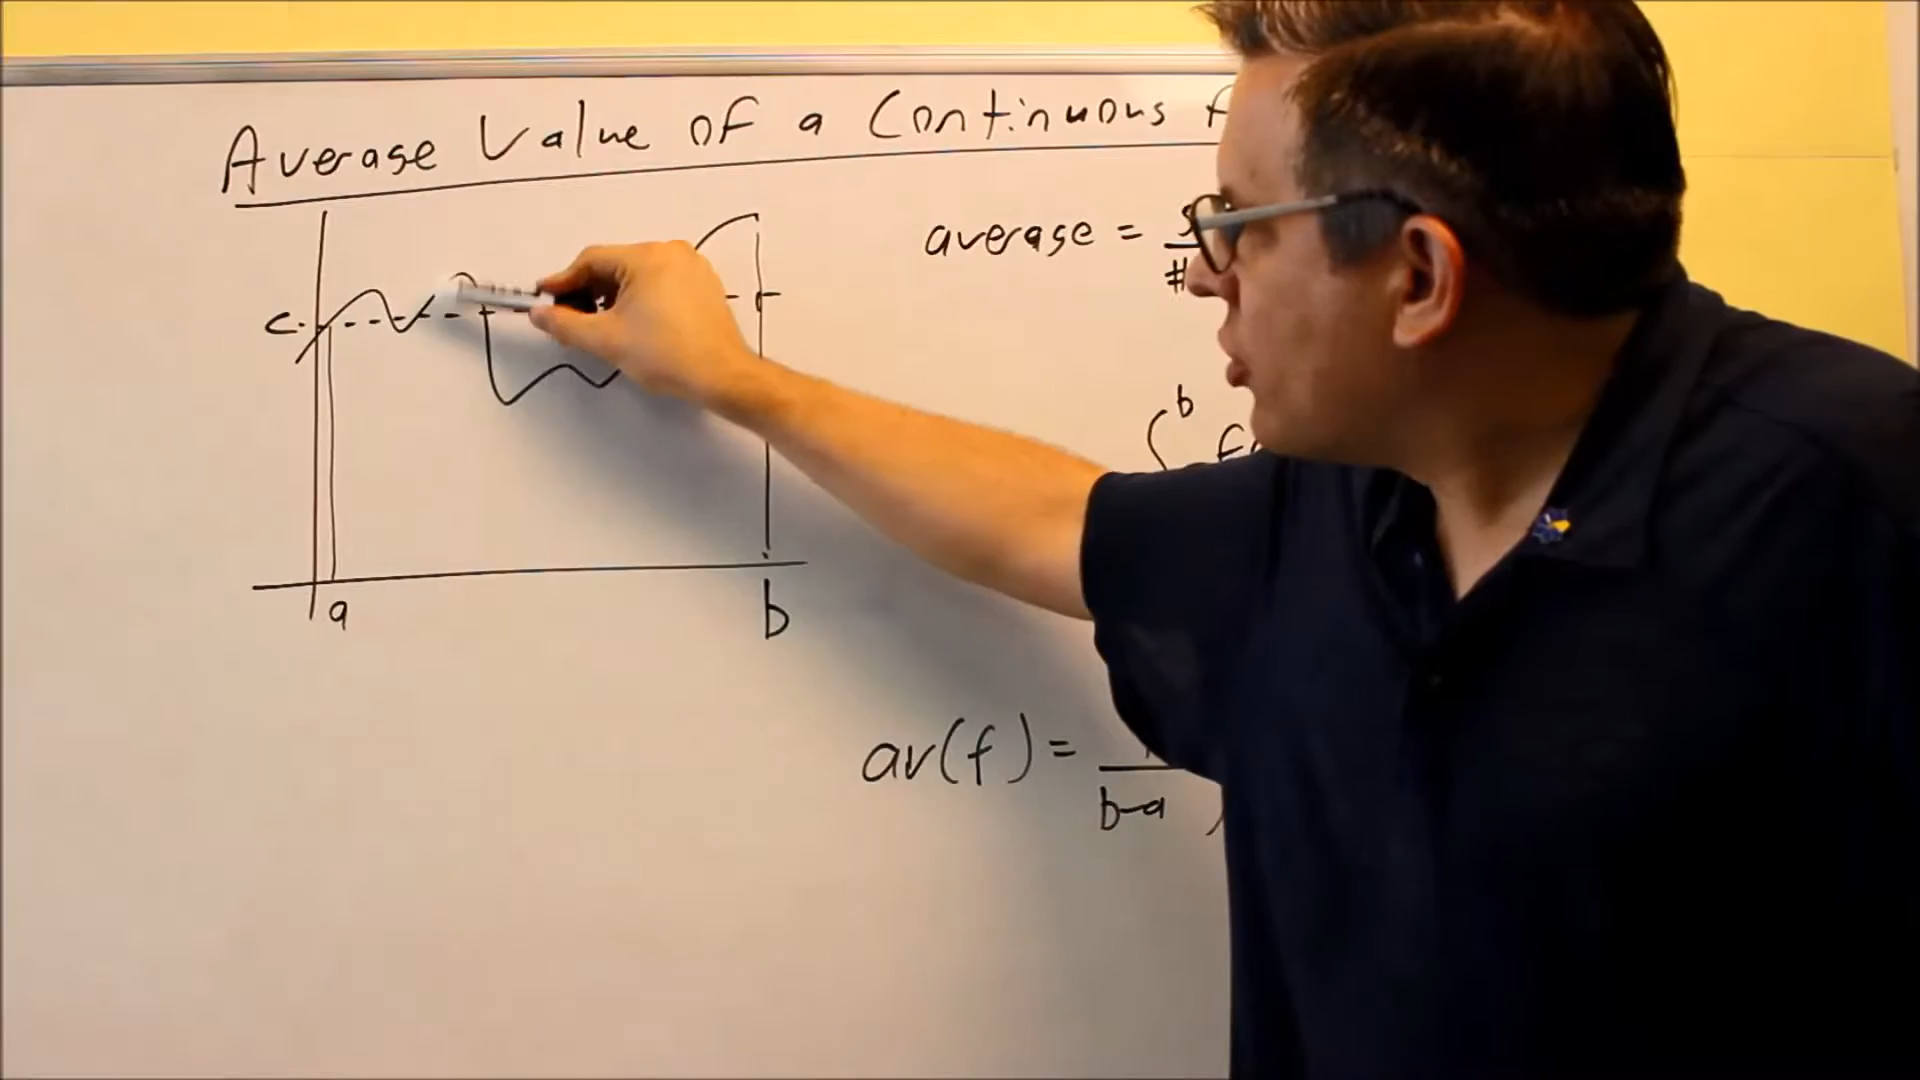 Average Value of a Continuous f
average =
#
c
b
∫ f
a
b
av(f) =
b-a